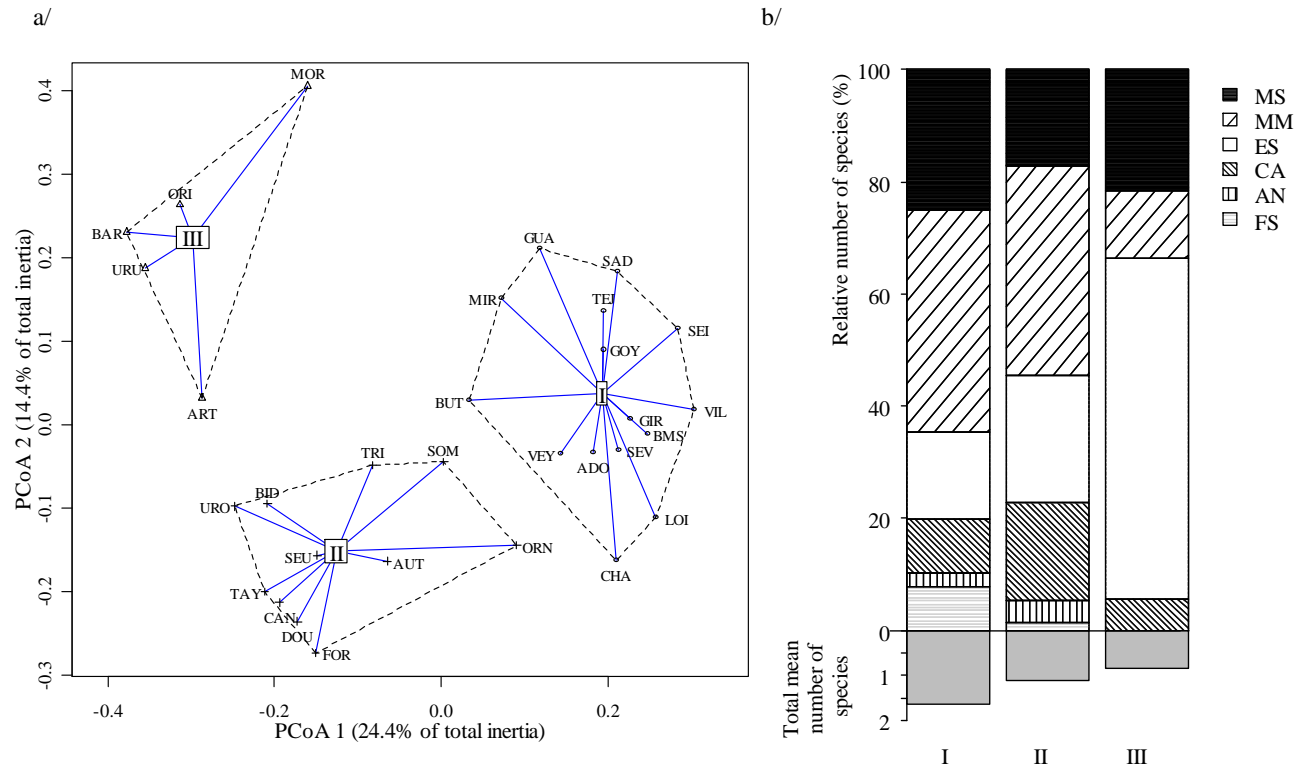 a/
b/
MOR
ORI
BAR
III
URU
ART
GUA
SAD
MIR
TEJ
SEI
GOY
BUT
I
VIL
GIR
BMS
VEY
ADO
SEV
LOI
CHA
TRI
SOM
BID
URO
SEU
II
AUT
ORN
TAY
CAN
DOU
FOR
0.4
0.3
0.2
0.1
0.0
-0.1
-0.2
-0.3
PCoA 2 (14.4% of total inertia)
-0.4
-0.2
0.0
0.2
PCoA 1 (24.4% of total inertia)
100
80
60
40
20
0
1
2
Relative number of species (%)
Total mean
number of
species
I
II
III
MS
MM
ES
CA
AN
FS